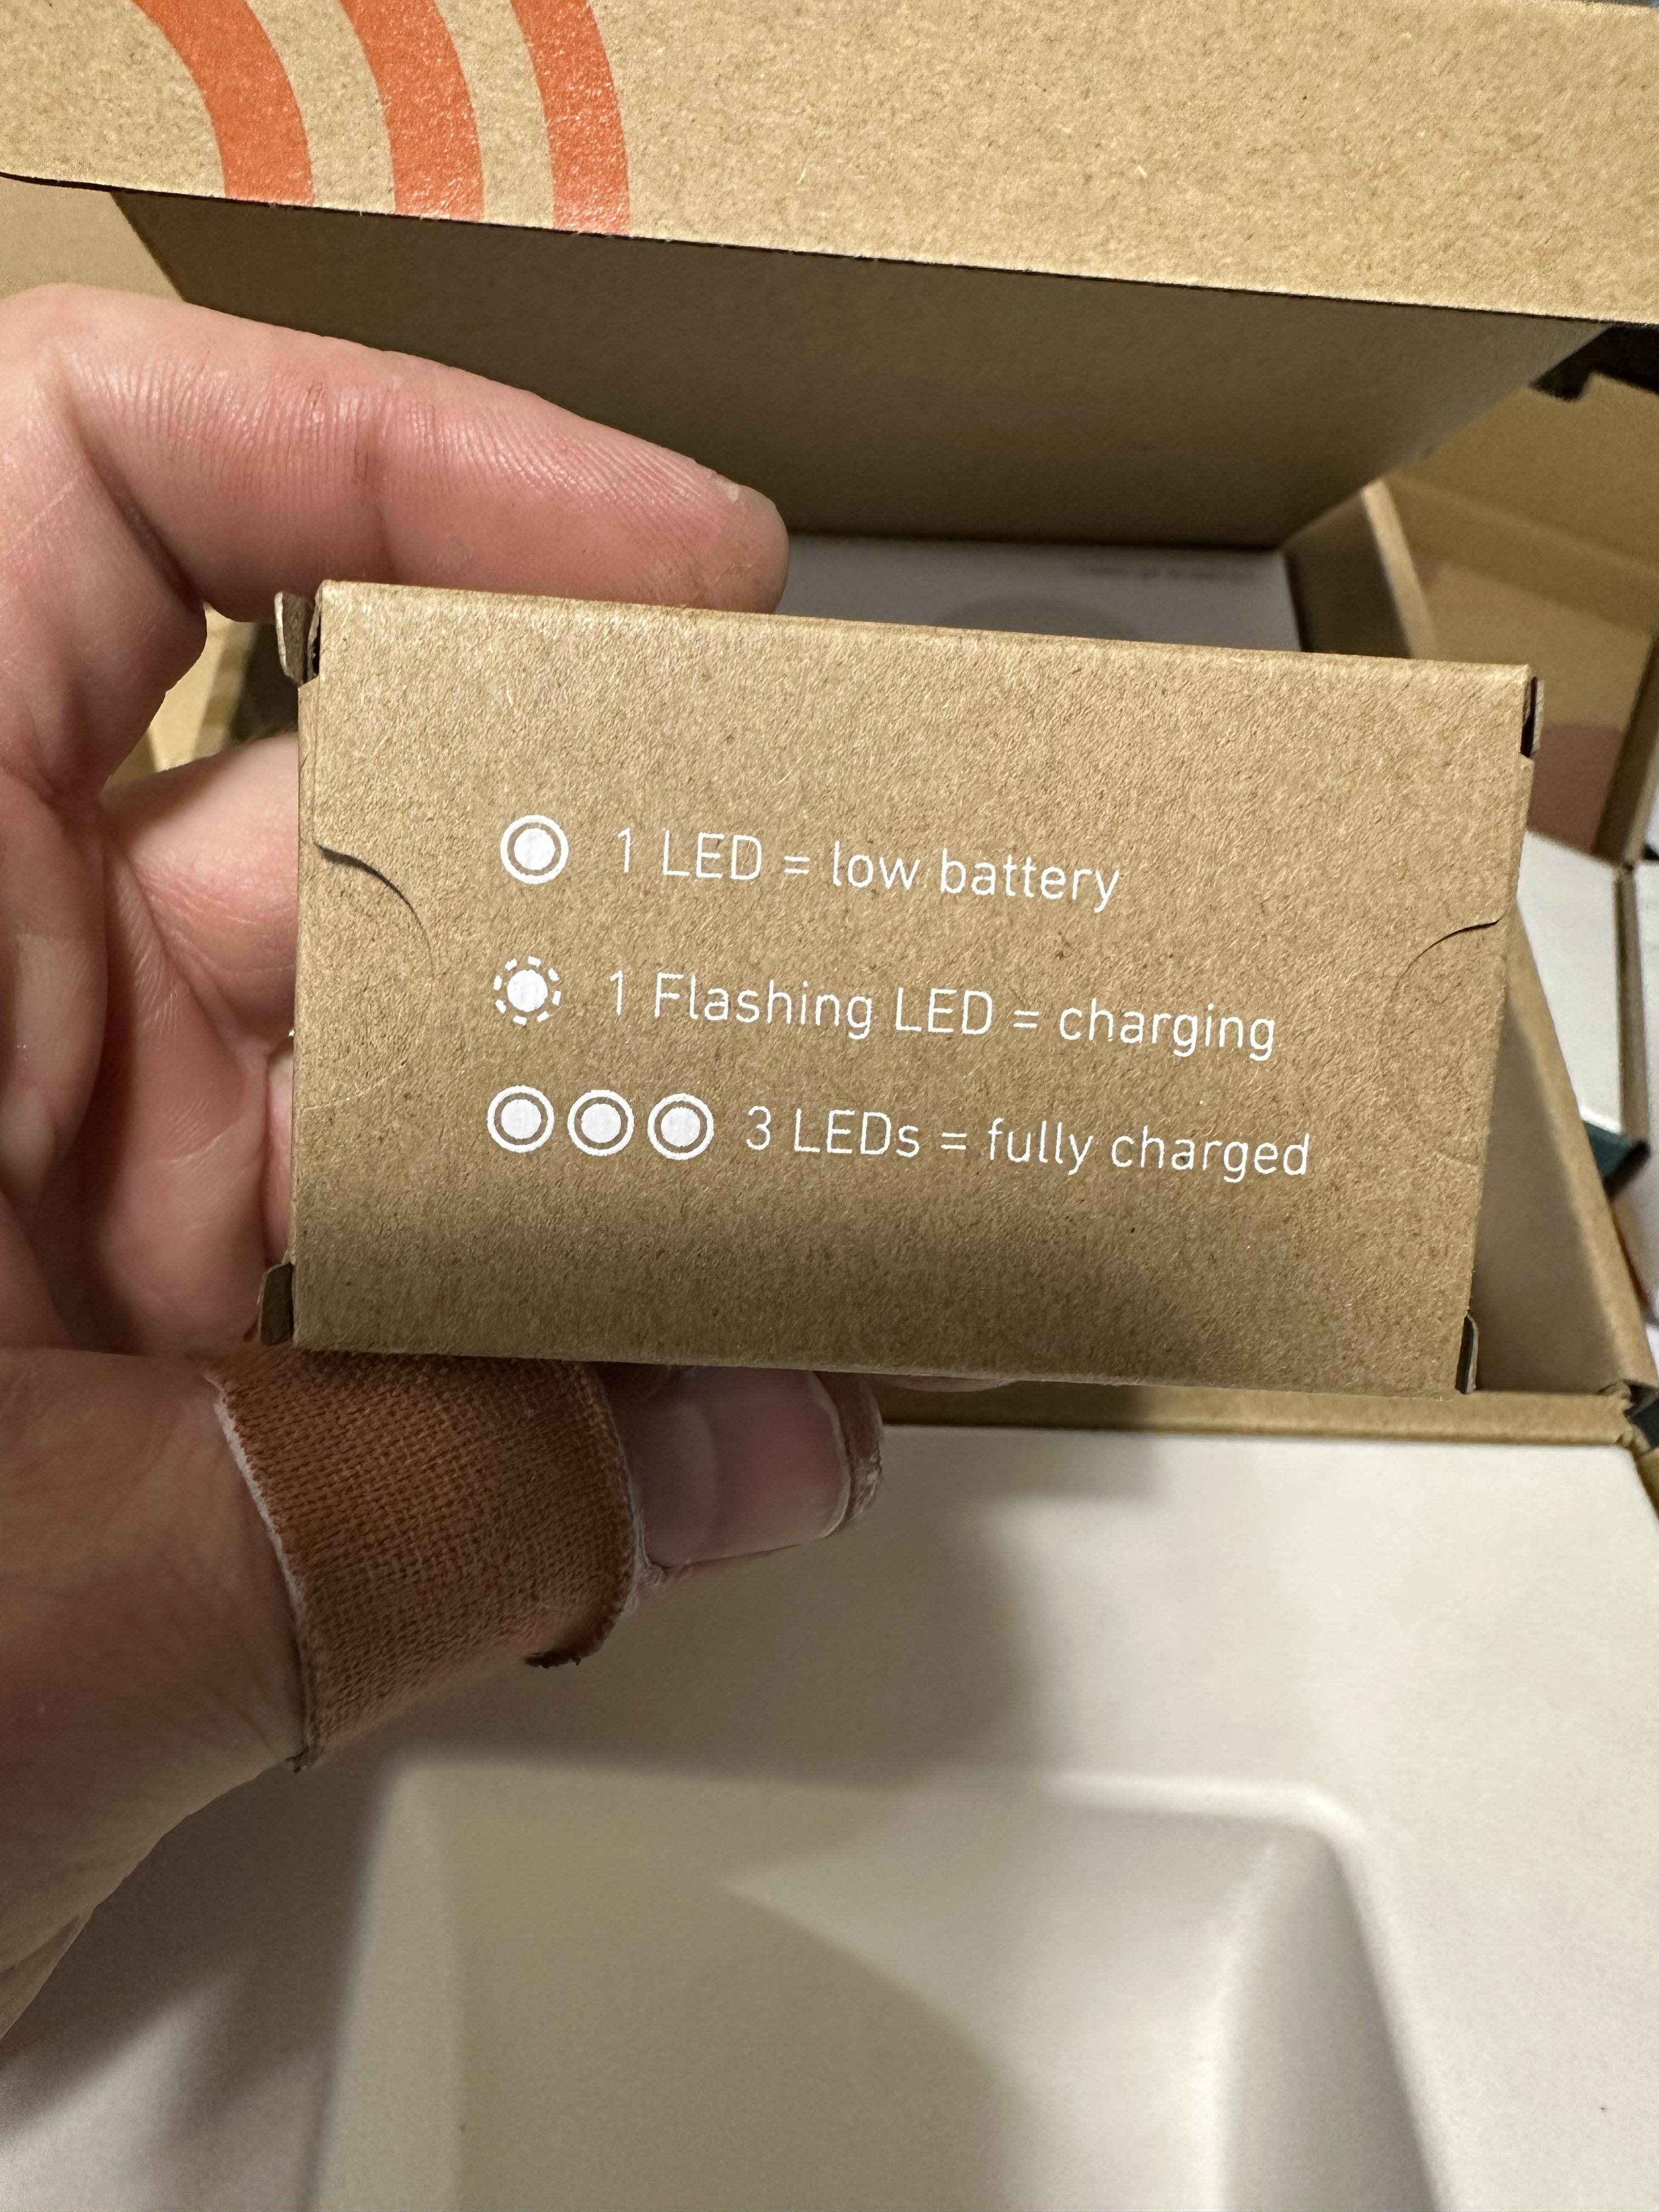 1 LED = low battery
1 Flashing LED = charging
3 LEDs = fully charged